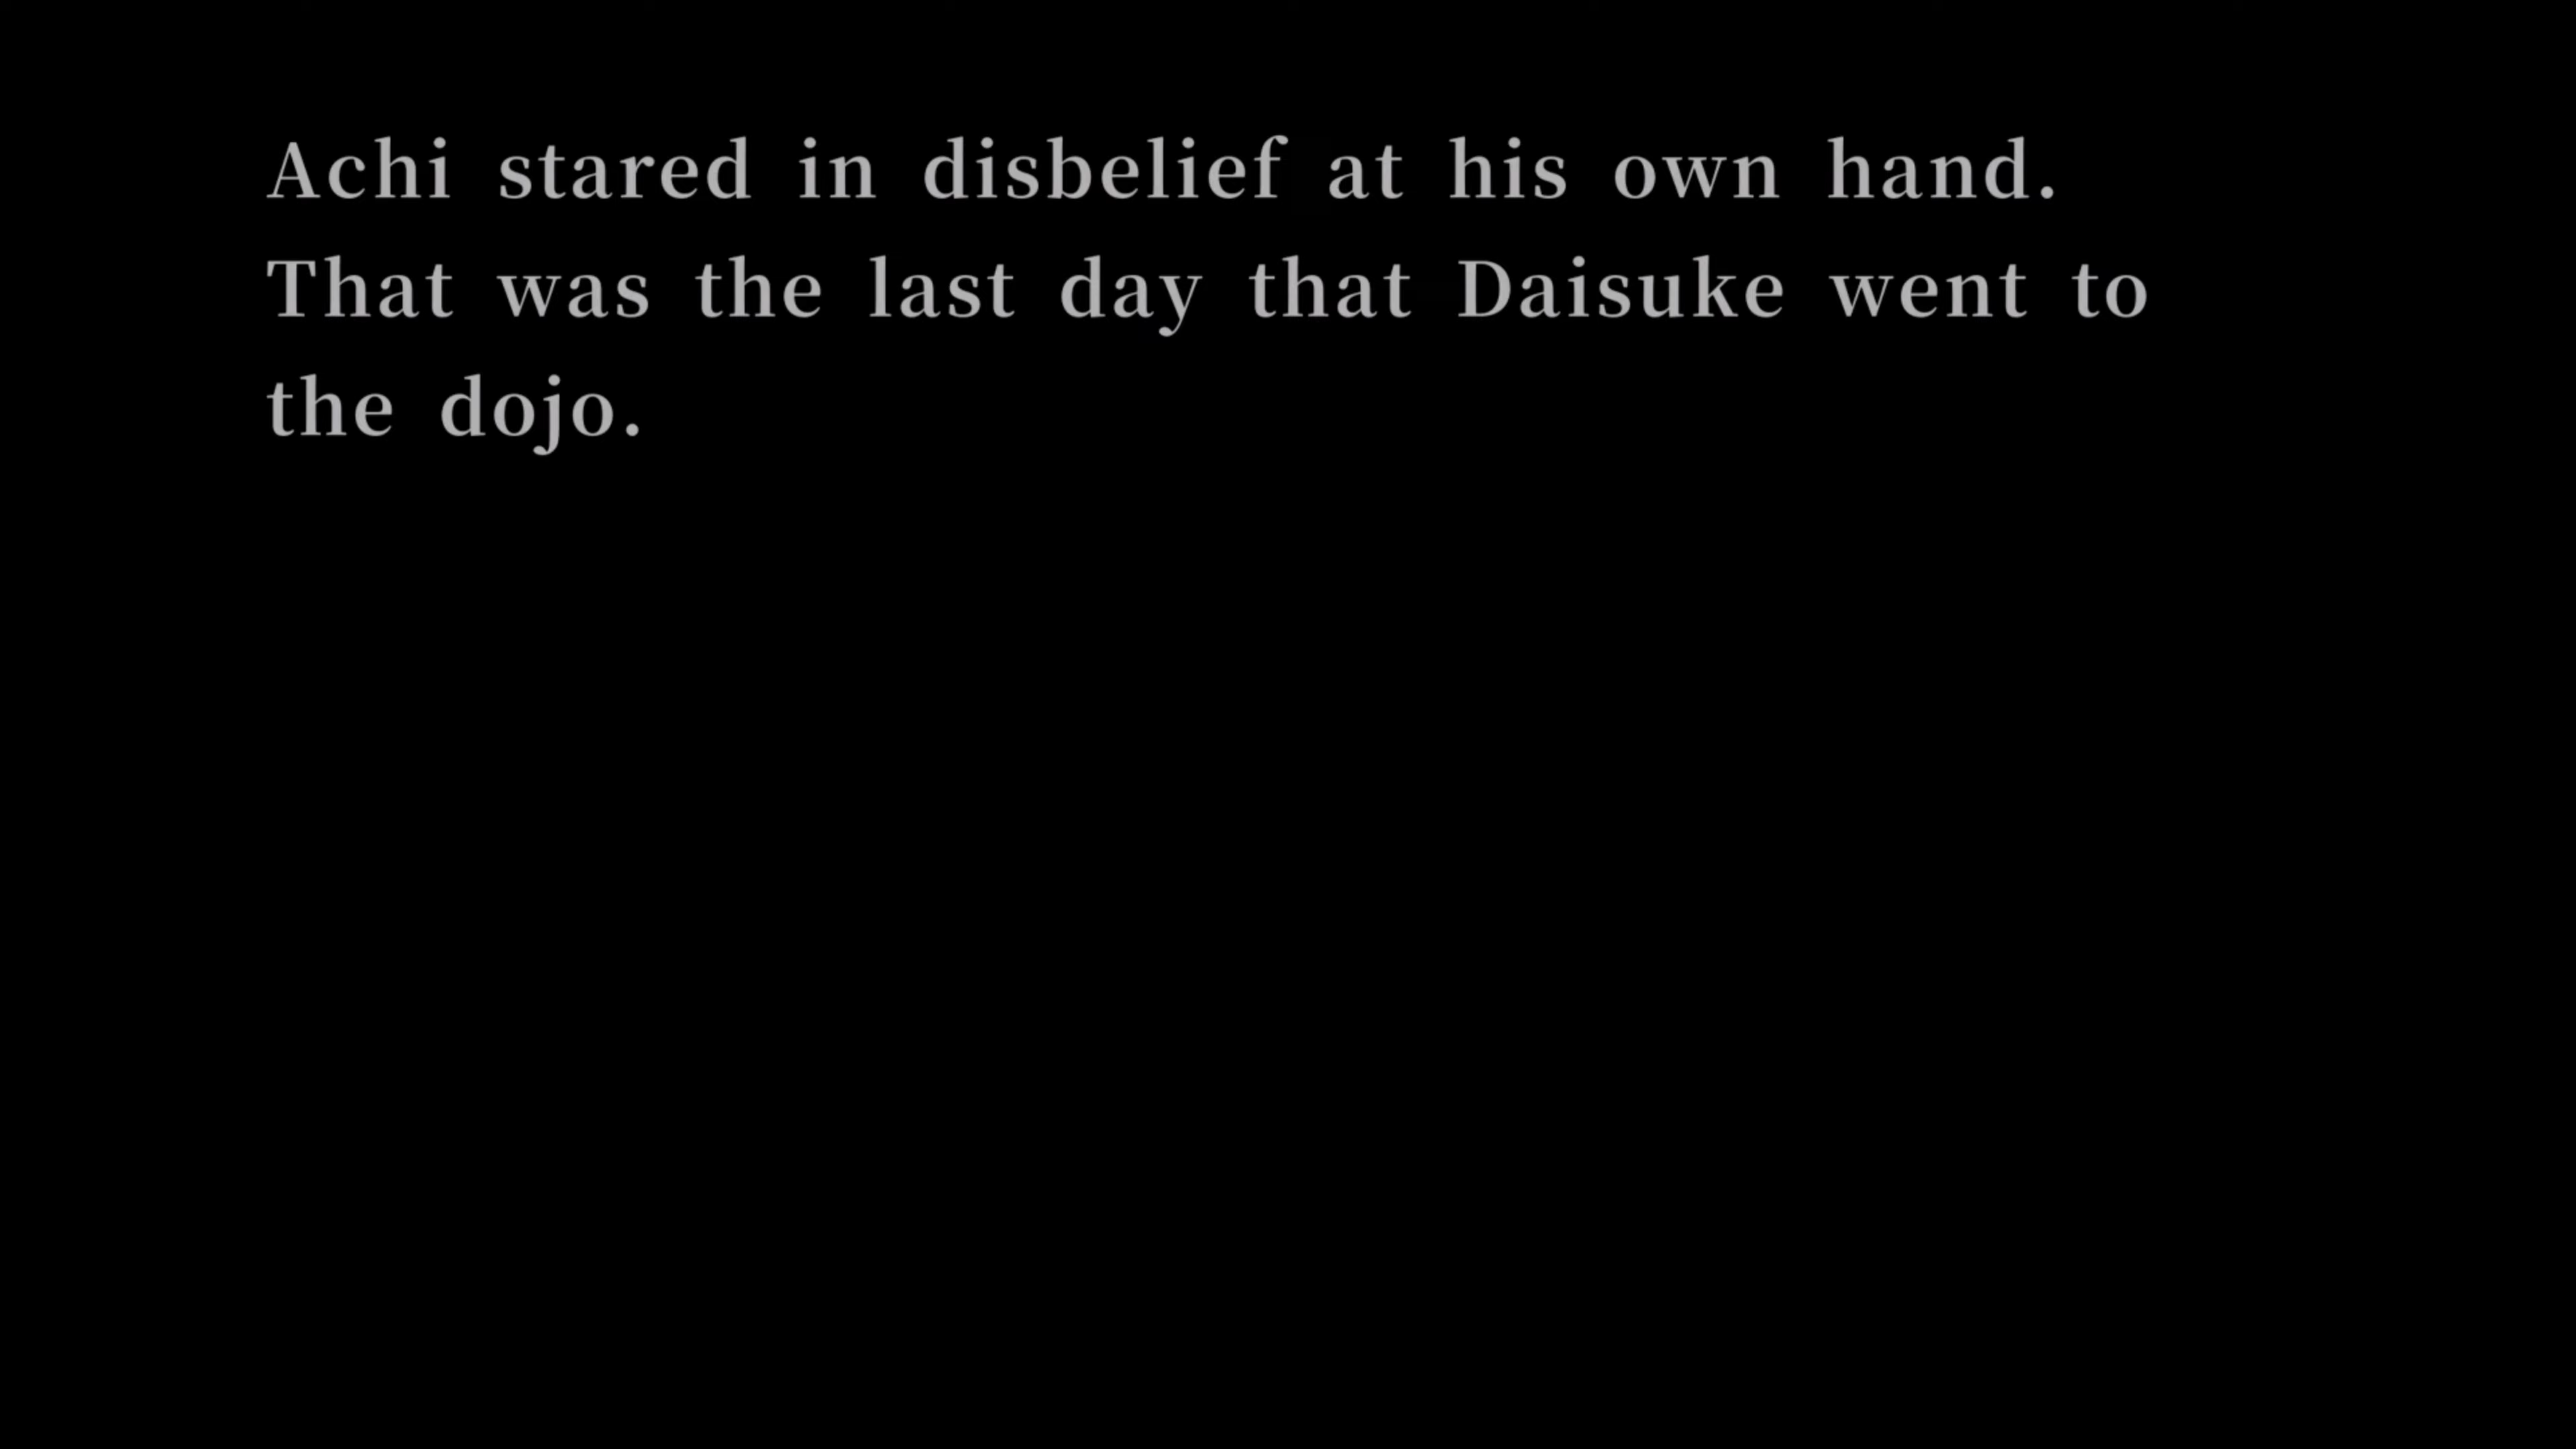 Achi stared in disbelief at his own hand.
That was the last day that Daisuke went to
the dojo.